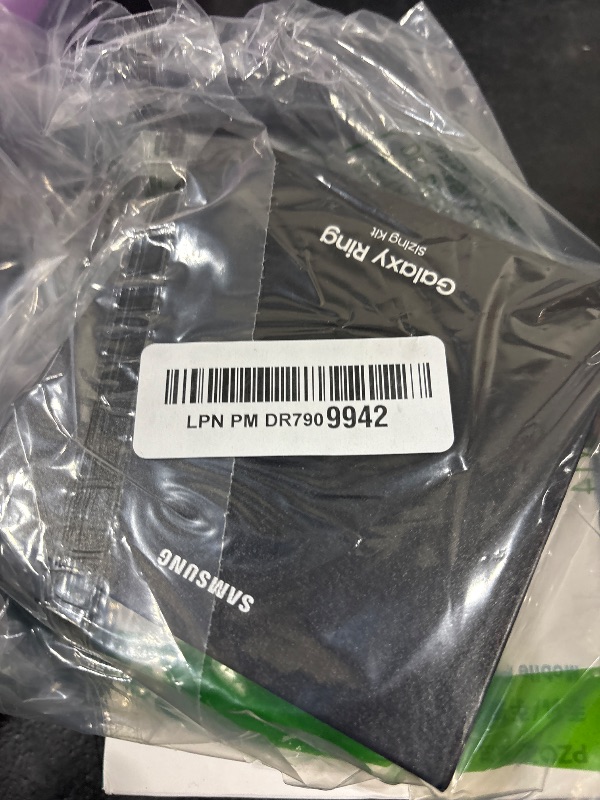 Galaxy Ring
sizing kit
LPN PM DR7909942
SAMSUNG